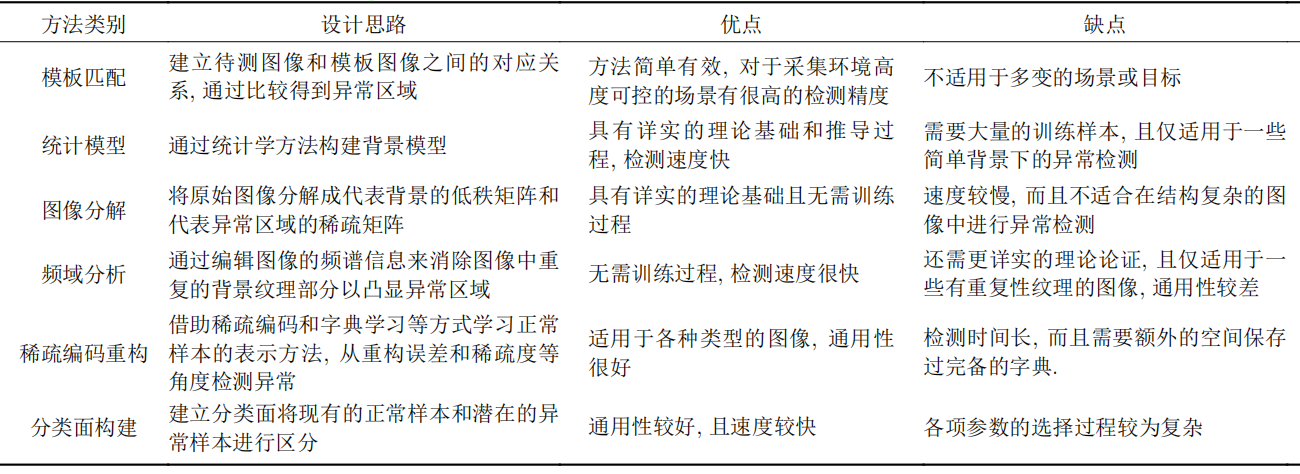 方法类别 设计思路 优点 缺点
模板匹配 建立待测图像和模板图像之间的对应关系, 通过比较得到异常区域 方法简单有效, 对于采集环境高度可控的场景有很高的检测精度 不适用于多变的场景或目标
统计模型 通过统计学方法构建背景模型 具有详实的理论基础和推导过程, 检测速度快 需要大量的训练样本, 且仅适用于一些简单背景下的异常检测
图像分解 将原始图像分解成代表背景的低秩矩阵和代表异常区域的稀疏矩阵 具有详实的理论基础且无需训练过程 速度较慢, 而且不适合在结构复杂的图像中进行异常检测
频域分析 通过编辑图像的频谱信息来消除图像中重复的背景纹理部分以凸显异常区域 无需训练过程, 检测速度很快 还需更详实的理论论证, 且仅适用于一些有重复性纹理的图像, 通用性较差
稀疏编码重构 借助稀疏编码和字典学习等方式学习正常样本的表示方法, 从重构误差和稀疏度等角度检测异常 适用于各种类型的图像, 通用性很好 检测时间长, 而且需要额外的空间保存过完备的字典.
分类面构建 建立分类面将现有的正常样本和潜在的异常样本进行区分 通用性较好, 且速度较快 各项参数的选择过程较为复杂